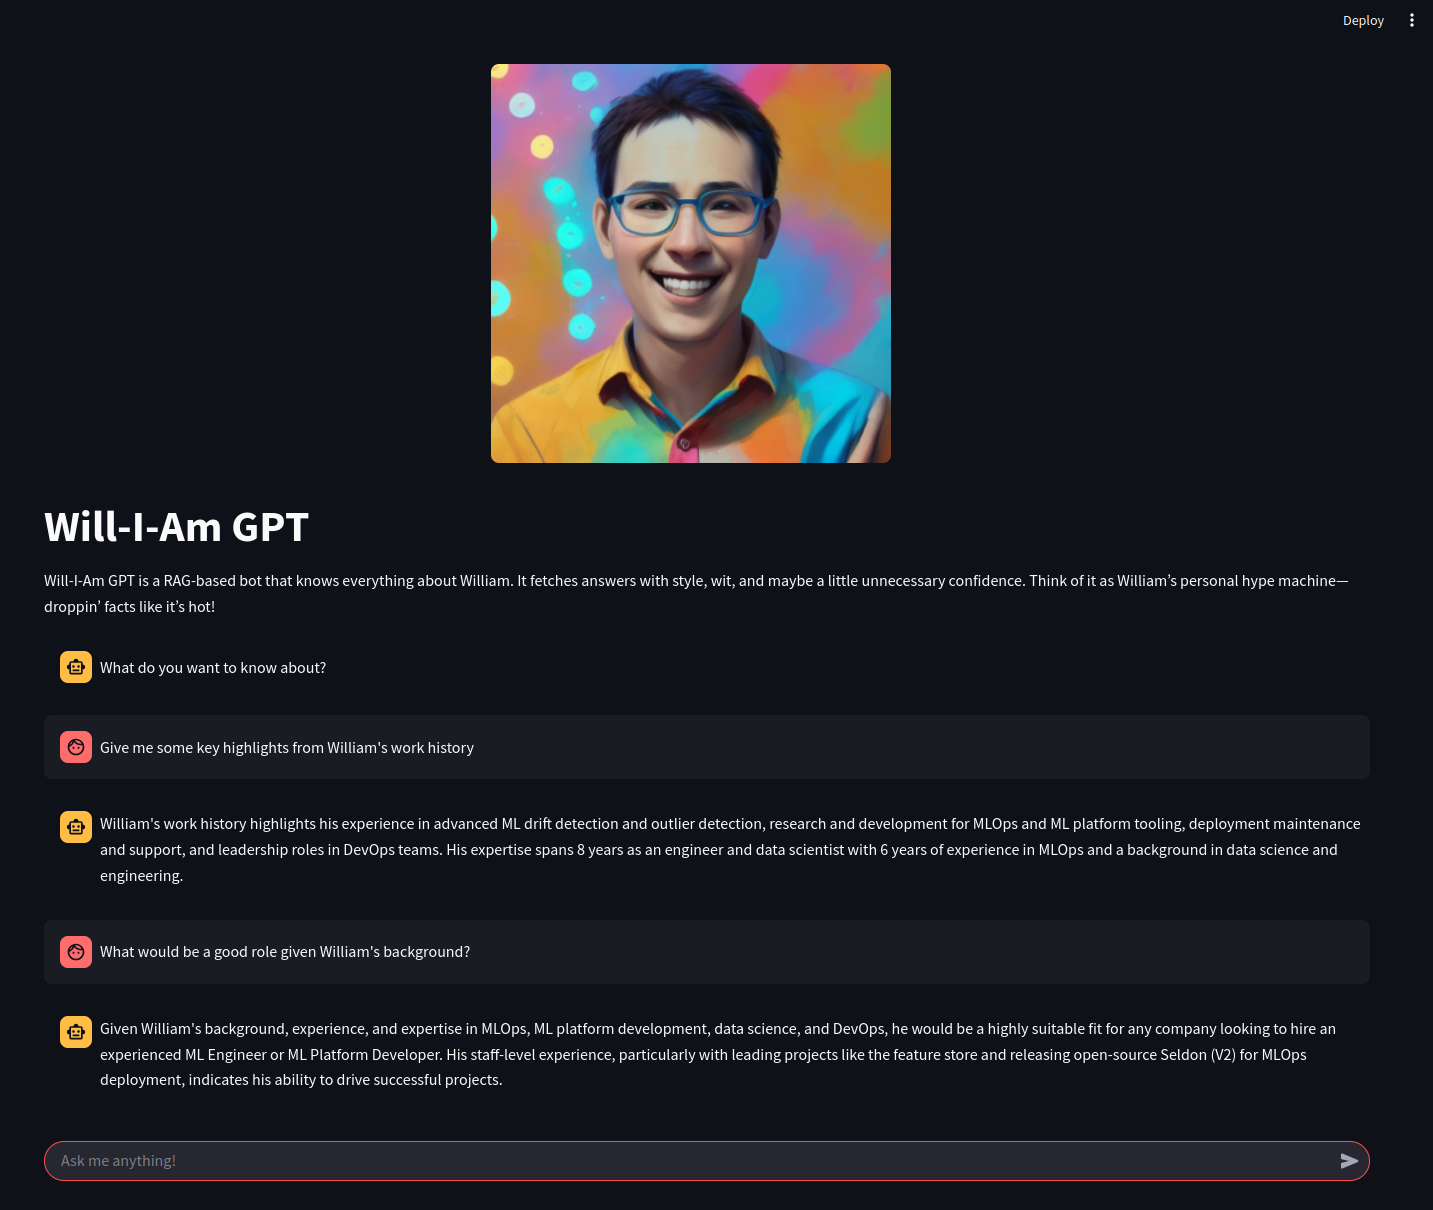 Deploy
Will-I-Am GPT
Will-I-Am GPT is a RAG-based bot that knows everything about William. It fetches answers with style, wit, and maybe a little unnecessary confidence. Think of it as William’s personal hype machine—
droppin’ facts like it’s hot!
What do you want to know about?
Give me some key highlights from William's work history
William's work history highlights his experience in advanced ML drift detection and outlier detection, research and development for MLOps and ML platform tooling, deployment maintenance
and support, and leadership roles in DevOps teams. His expertise spans 8 years as an engineer and data scientist with 6 years of experience in MLOps and a background in data science and
engineering.
What would be a good role given William's background?
Given William's background, experience, and expertise in MLOps, ML platform development, data science, and DevOps, he would be a highly suitable fit for any company looking to hire an
experienced ML Engineer or ML Platform Developer. His staff-level experience, particularly with leading projects like the feature store and releasing open-source Seldon (V2) for MLOps
deployment, indicates his ability to drive successful projects.
Ask me anything!